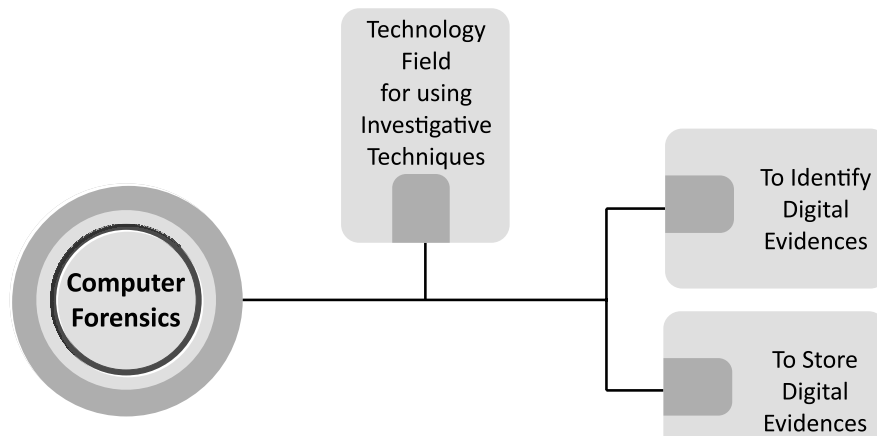 Technology
Field
for using
Investigative
Techniques
Computer
Forensics
To Identify
Digital
Evidences
To Store
Digital
Evidences